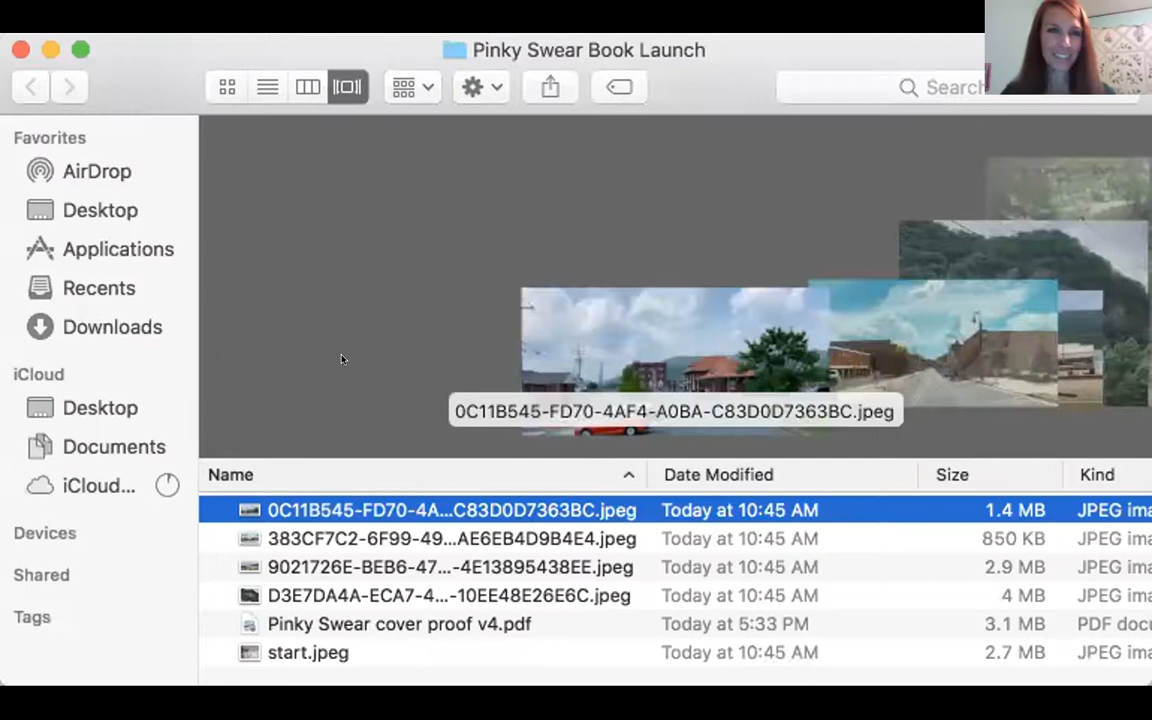 Pinky Swear Book Launch
Search
Favorites
AirDrop
Desktop
Applications
Recents
Downloads
iCloud
Desktop
Documents
iCloud...
Devices
Shared
Tags
0C11B545-FD70-4AF4-A0BA-C83D0D7363BC.jpeg
Name Date Modified Size Kind
0C11B545-FD70-4A...C83D0D7363BC.jpeg Today at 10:45 AM 1.4 MB JPEG ima
383CF7C2-6F99-49...AE6EB4D9B4E4.jpeg Today at 10:45 AM 850 KB JPEG ima
9021726E-BEB6-47...-4E13895438EE.jpeg Today at 10:45 AM 2.9 MB JPEG ima
D3E7DA4A-ECA7-4...-10EE48E26E6C.jpeg Today at 10:45 AM 4 MB JPEG ima
Pinky Swear cover proof v4.pdf Today at 5:33 PM 3.1 MB PDF docu
start.jpeg Today at 10:45 AM 2.7 MB JPEG ima